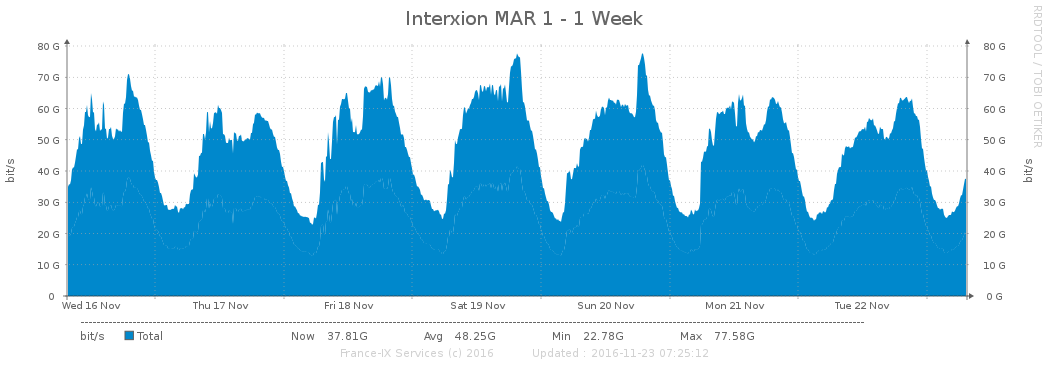 Interxion MAR 1 - 1 Week
RRDTOOL / TOBI OETIKER
80 G 80 G
70 G 70 G
60 G 60 G
50 G 50 G
40 G 40 G
30 G 30 G
20 G 20 G
10 G 10 G
0 0 G
bit/s bit/s
Wed 16 Nov Thu 17 Nov Fri 18 Nov Sat 19 Nov Sun 20 Nov Mon 21 Nov Tue 22 Nov
bit/s Total Now 37.81G Avg 48.25G Min 22.78G Max 77.58G
France-IX Services (c) 2016 Updated : 2016-11-23 07:25:12